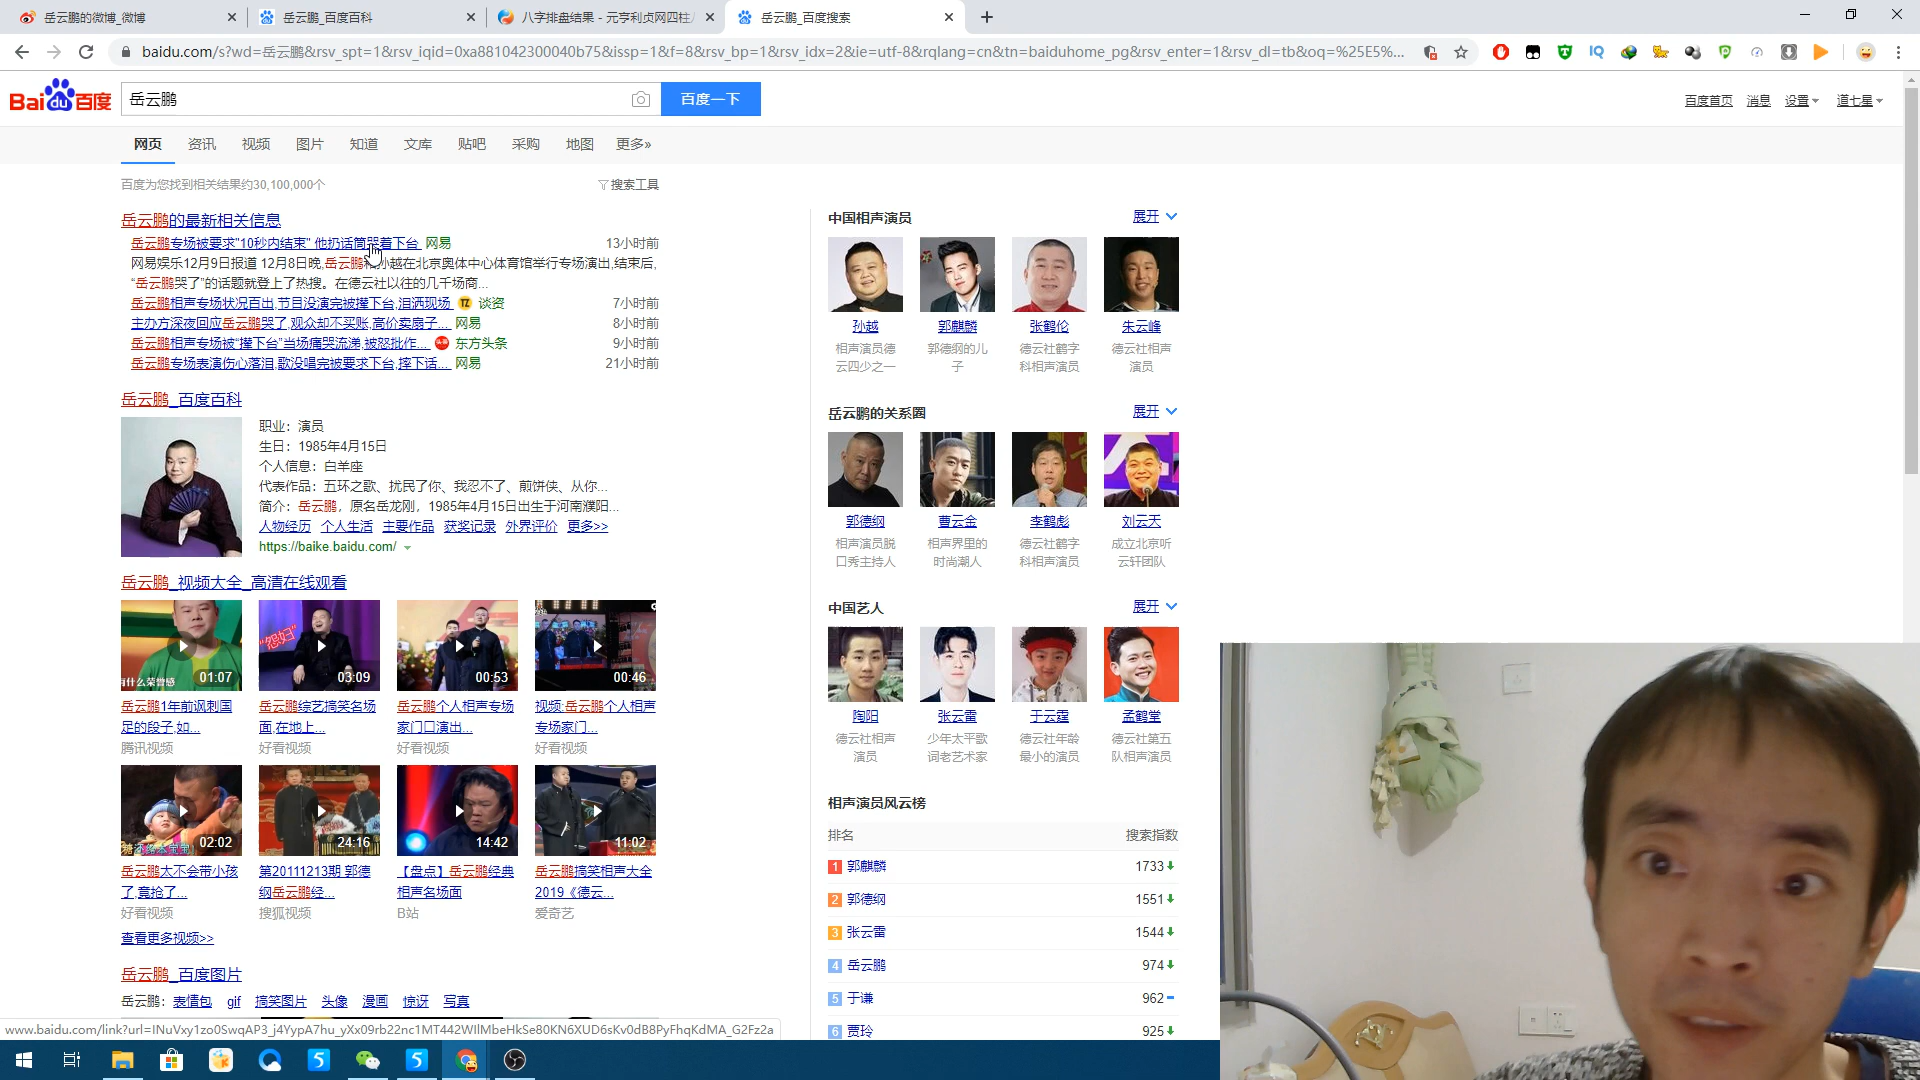 岳云鹏的微博_微博
岳云鹏_百度百科
八字排盘结果 - 元亨利贞网四柱八
岳云鹏_百度搜索
baidu.com/s?wd=岳云鹏&rsv_spt=1&rsv_iqid=0xa881042300040b75&issp=1&f=8&rsv_bp=1&rsv_idx=2&ie=utf-8&rqlang=cn&tn=baiduhome_pg&rsv_enter=1&rsv_dl=tb&oq=%25E5%...
Bai du 百度
岳云鹏
百度一下
百度首页 消息 设置 道七星
网页 资讯 视频 图片 知道 文库 贴吧 采购 地图 更多»
百度为您找到相关结果约30,100,000个
搜索工具
岳云鹏的最新相关信息
岳云鹏专场被要求"10秒内结束" 他扔话筒哭着下台 网易 13小时前
网易娱乐12月9日报道 12月8日晚,岳云鹏和孙越在北京奥体中心体育馆举行专场演出,结束后,
“岳云鹏哭了”的话题就登上了热搜。在德云社以往的几千场商...
岳云鹏相声专场状况百出,节目没演完被撵下台,泪洒现场 谈资 7小时前
主办方深夜回应岳云鹏哭了,观众却不买账,高价卖扇子... 网易 8小时前
岳云鹏相声专场被“撵下台”当场痛哭流涕,被怒批作... 东方头条 9小时前
岳云鹏专场表演伤心落泪,歌没唱完被要求下台,摔下话... 网易 21小时前
岳云鹏_百度百科
职业：演员
生日：1985年4月15日
个人信息：白羊座
代表作品：五环之歌、扰民了你、我忍不了、煎饼侠、从你...
简介：岳云鹏，原名岳龙刚，1985年4月15日出生于河南濮阳...
人物经历 个人生活 主要作品 获奖记录 外界评价 更多>>
https://baike.baidu.com/
岳云鹏_视频大全_高清在线观看
有什么荣誉感
01:07
"怨妇"
03:09
00:53
00:46
岳云鹏1年前讽刺国
足的段子,如...
腾讯视频
岳云鹏综艺搞笑名场
面,在地上...
好看视频
岳云鹏个人相声专场
家门口演出...
好看视频
视频:岳云鹏个人相声
专场家门...
好看视频
02:02
24:16
14:42
11:02
岳云鹏太不会带小孩
了,竟抢了...
好看视频
第20111213期 郭德
纲岳云鹏经...
搜狐视频
【盘点】岳云鹏经典
相声名场面
B站
岳云鹏搞笑相声大全
2019《德云...
爱奇艺
查看更多视频>>
岳云鹏_百度图片
岳云鹏： 表情包 gif 搞笑图片 头像 漫画 惊讶 写真
中国相声演员 展开
孙越 郭麒麟 张鹤伦 朱云峰
相声演员德 郭德纲的儿 德云社鹤字 德云社相声
云四少之一 子 科相声演员 演员
岳云鹏的关系圈 展开
郭德纲 曹云金 李鹤彪 刘云天
相声演员脱 相声界里的 德云社鹤字 成立北京听
口秀主持人 时尚潮人 科相声演员 云轩团队
中国艺人 展开
陶阳 张云雷 于云霆 孟鹤堂
德云社相声 少年太平歌 德云社年龄 德云社第五
演员 词老艺术家 最小的演员 队相声演员
相声演员风云榜
排名 搜索指数
1 郭麒麟 1733
2 郭德纲 1551
3 张云雷 1544
4 岳云鹏 974
5 于谦 962
6 贾玲 925